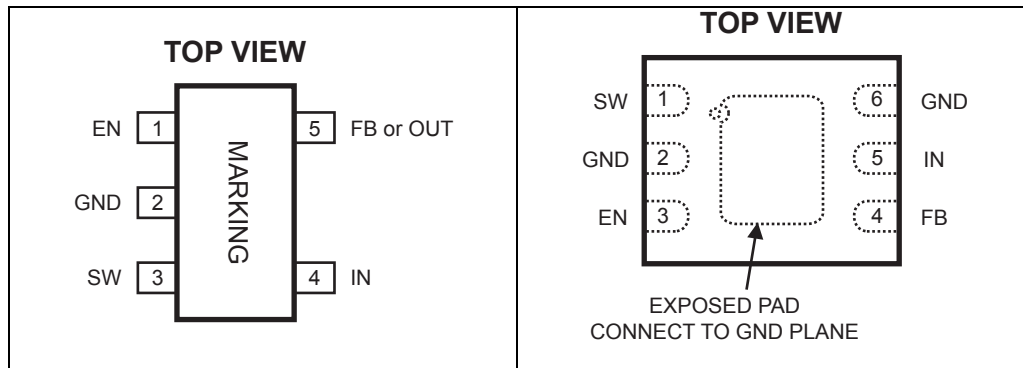 TOP VIEW
EN 1
5 FB or OUT
MARKING
GND 2
SW 3
4 IN
TOP VIEW
SW 1
6 GND
GND 2
5 IN
EN 3
4 FB
EXPOSED PAD
CONNECT TO GND PLANE